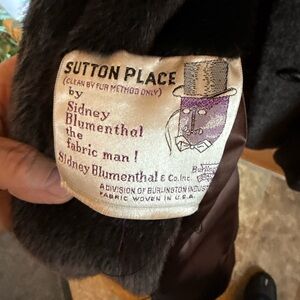 SUTTON PLACE
(CLEAN BY FUR METHOD ONLY)
by
Sidney
Blumenthal
the
fabric man!
Sidney Blumenthal & Co. Inc.
A DIVISION OF BURLINGTON INDUST
FABRIC WOVEN IN U.S.A.